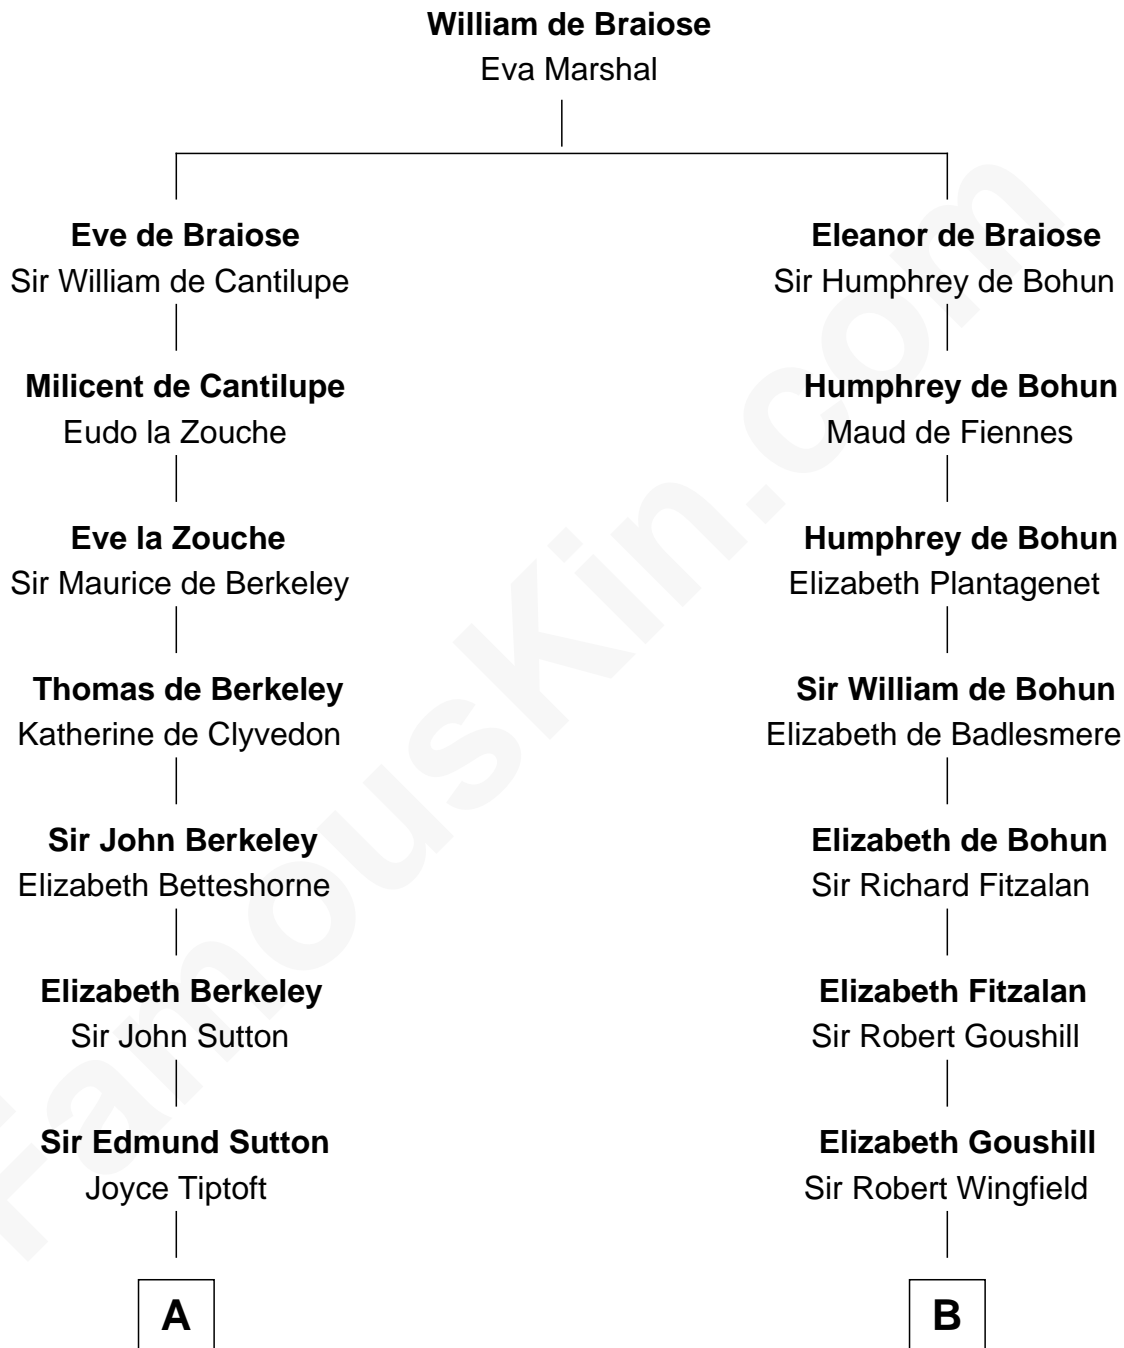 William de Braiose
Eva Marshal
Eve de Braiose
Sir William de Cantilupe
Eleanor de Braiose
Sir Humphrey de Bohun
Milicent de Cantilupe
Eudo la Zouche
Humphrey de Bohun
Maud de Fiennes
Eve la Zouche
Sir Maurice de Berkeley
Humphrey de Bohun
Elizabeth Plantagenet
Thomas de Berkeley
Katherine de Clyvedon
Sir William de Bohun
Elizabeth de Badlesmere
Sir John Berkeley
Elizabeth Betteshorne
Elizabeth de Bohun
Sir Richard Fitzalan
Elizabeth Berkeley
Sir John Sutton
Elizabeth Fitzalan
Sir Robert Goushill
Sir Edmund Sutton
Joyce Tiptoft
Elizabeth Goushill
Sir Robert Wingfield
A
B
FamousKin.com